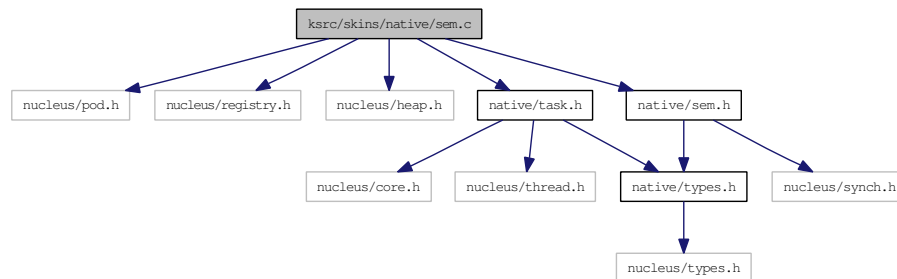 ksrc/skins/native/sem.c
nucleus/pod.h
nucleus/registry.h
nucleus/heap.h
native/task.h
native/sem.h
nucleus/core.h
nucleus/thread.h
native/types.h
nucleus/synch.h
nucleus/types.h